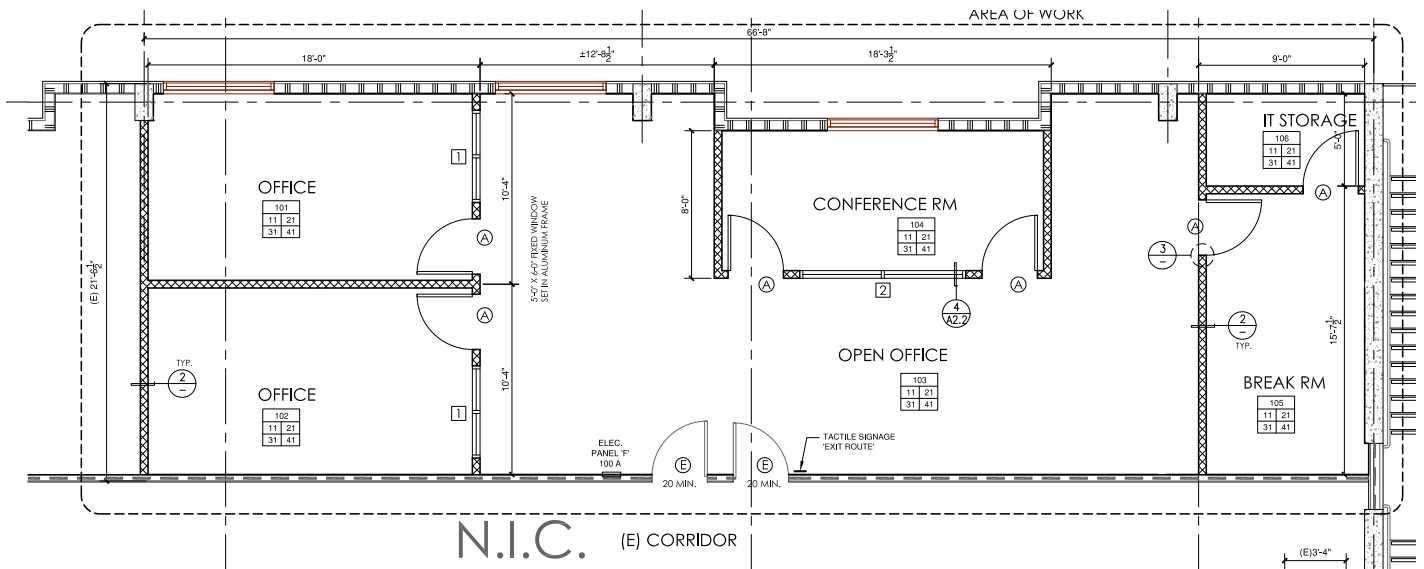 AREA OF WORK
66'-8"
18'-0"
±12'-8½"
18'-3½"
9'-0"
IT STORAGE
106
11 21
31 41
5'-0"
A
1
OFFICE
101
11 21
31 41
10'-4"
5'-0" X 6'-0" FIXED WINDOW
SET IN ALUMINUM FRAME
8'-0"
CONFERENCE RM
104
11 21
31 41
A
A
3
–
(E) 21'-6½"
A
A
2
A
4
A2.2
A
2
–
TYP.
15'-7½"
TYP.
2
–
OPEN OFFICE
103
11 21
31 41
BREAK RM
105
11 21
31 41
OFFICE
102
11 21
31 41
10'-4"
1
ELEC.
PANEL 'F'
100 A
E
20 MIN.
E
20 MIN.
TACTILE SIGNAGE
'EXIT ROUTE'
N.I.C.
(E) CORRIDOR
(E)3'-4"